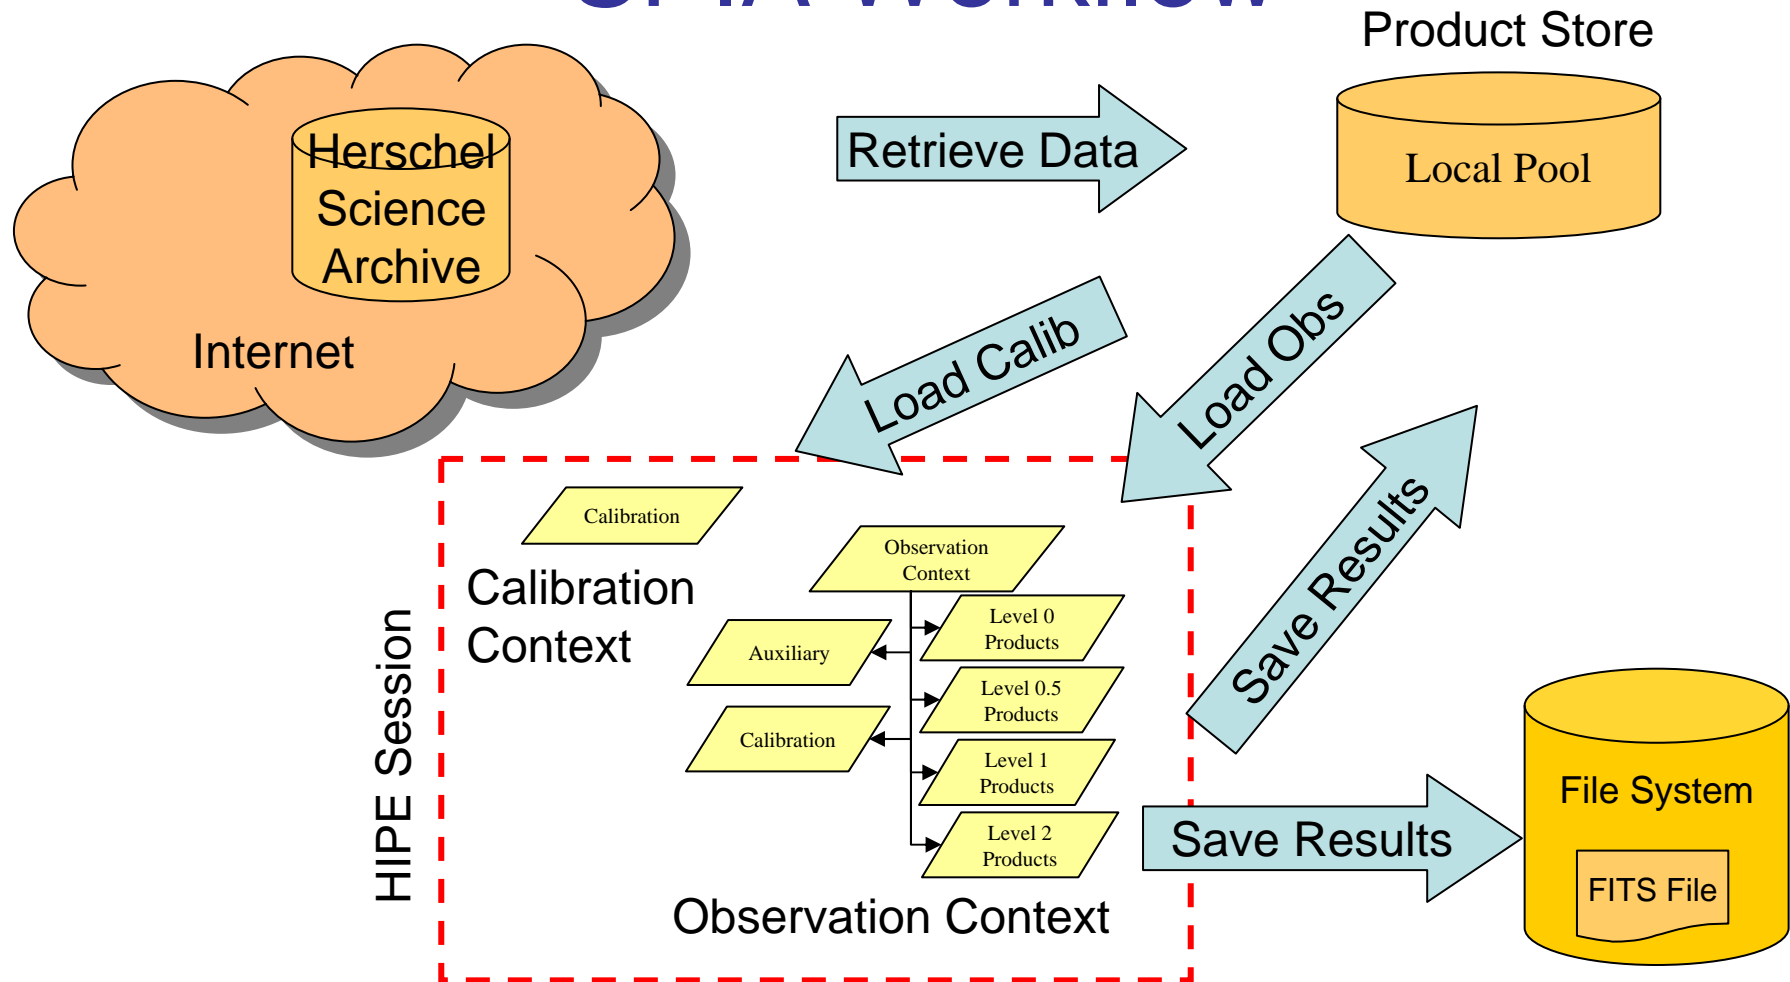 Workflow
Product Store
Herschel
Science
Archive
Internet
Retrieve Data
Local Pool
Load Calib
Load Obs
Save Results
HIPE Session
Calibration
Calibration
Context
Observation
Context
Auxiliary
Calibration
Level 0
Products
Level 0.5
Products
Level 1
Products
Level 2
Products
Observation Context
Save Results
File System
FITS File